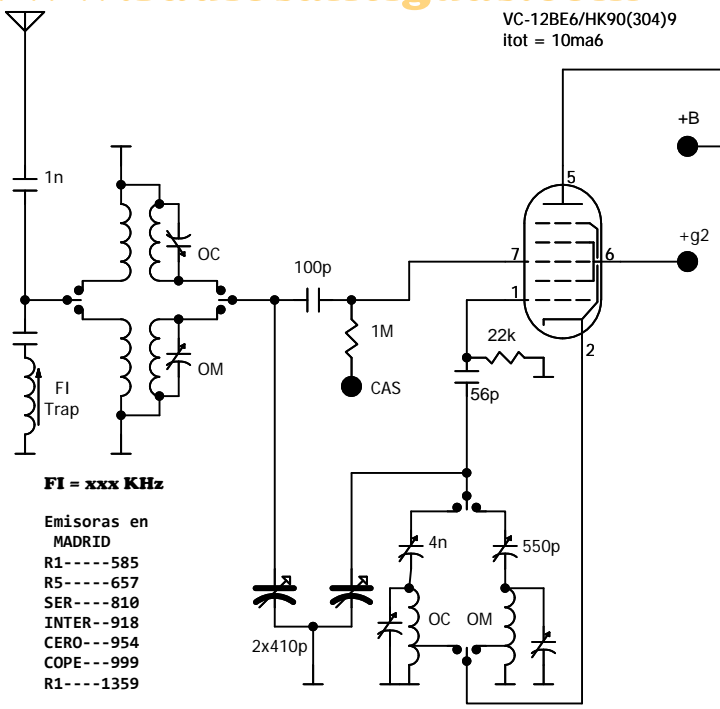 VC-12BE6/HK90(304)9
itot = 10ma6
+B
1n
5
OC
+g2
100p
7
6
1
1M
22k
2
OM
FI
Trap
CAS
56p
FI = xxx KHz
Emisoras en
MADRID
R1-----585
R5-----657
SER----810
INTER--918
CERO---954
COPE---999
R1----1359
4n
550p
OC
OM
2x410p